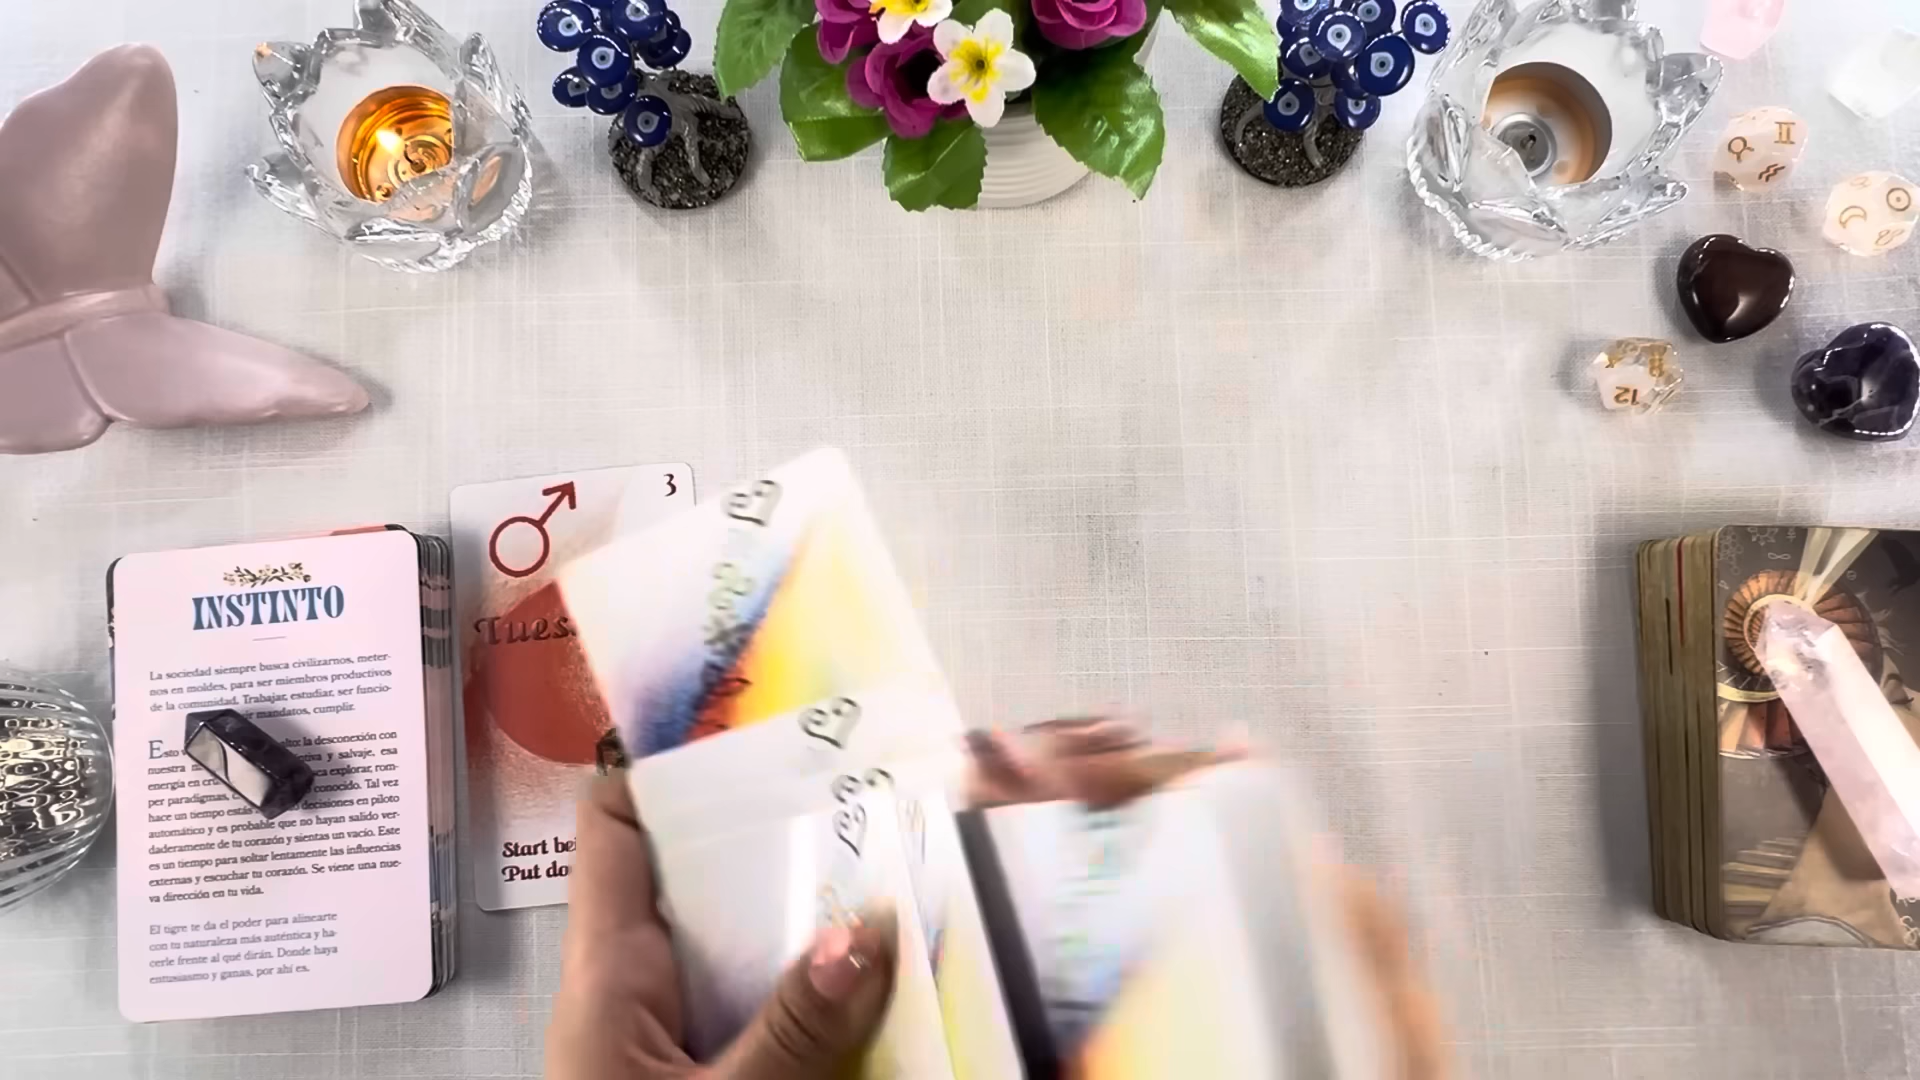 3
Tues
Start bei
Put do
INSTINTO
La sociedad siempre busca civilizarnos, meter-
nos en moldes, para ser miembros productivos
de la comunidad. Trabajar, estudiar, ser funcio-
mandatos, cumplir.
Esto la desconexión con
nuestra y salvaje, esa
energía en explorar, rom-
per paradigmas, conocido. Tal vez
hace un tiempo estás decisiones en piloto
automático y es probable que no hayan salido ver-
daderamente de tu corazón y sientas un vacío. Este
es un tiempo para soltar lentamente las influencias
externas y escuchar tu corazón. Se viene una nue-
va dirección en tu vida.
El tigre te da el poder para alinearte
con tu naturaleza más auténtica y ha-
cerle frente al qué dirán. Donde haya
entusiasmo y ganas, por ahí es.
12